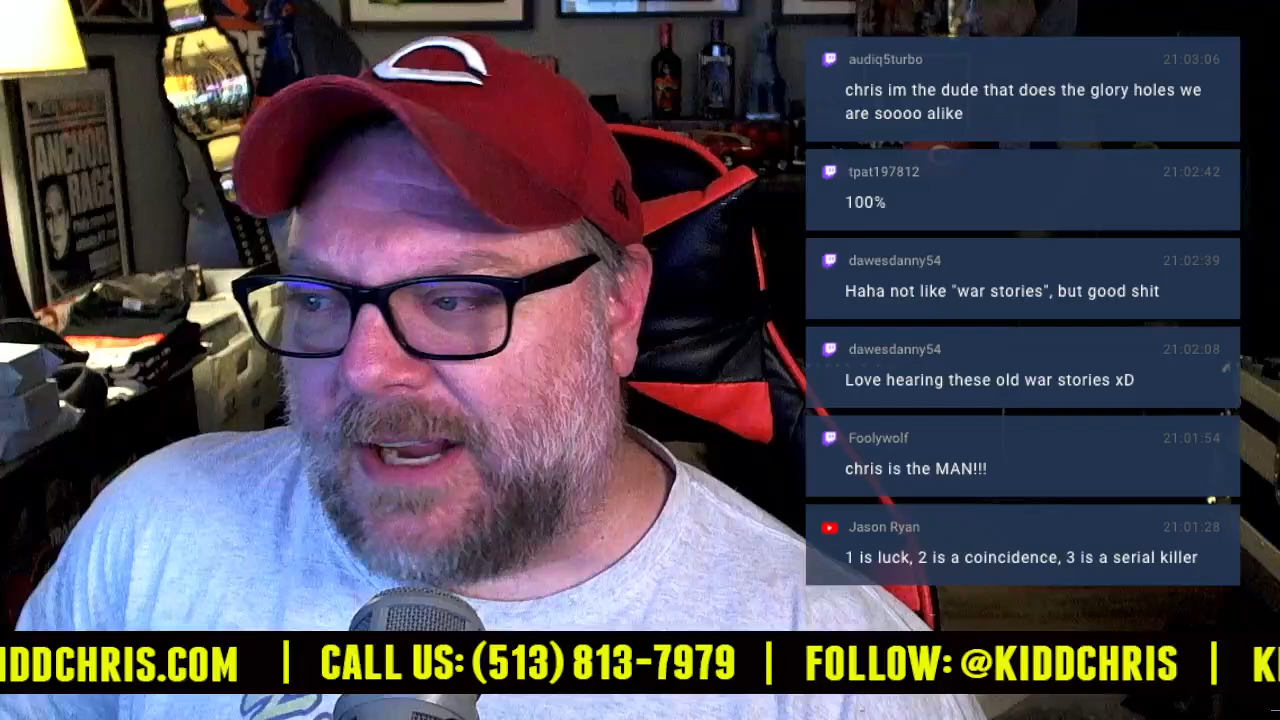 ANCHOR
RAGE
audiq5turbo 21:03:06
chris im the dude that does the glory holes we
are soooo alike
tpat197812 21:02:42
100%
dawesdanny54 21:02:39
Haha not like "war stories", but good shit
dawesdanny54 21:02:08
Love hearing these old war stories xD
Foolywolf 21:01:54
chris is the MAN!!!
Jason Ryan 21:01:28
1 is luck, 2 is a coincidence, 3 is a serial killer
IDDCHRIS.COM | CALL US: (513) 813-7979 | FOLLOW: @KIDDCHRIS | KI